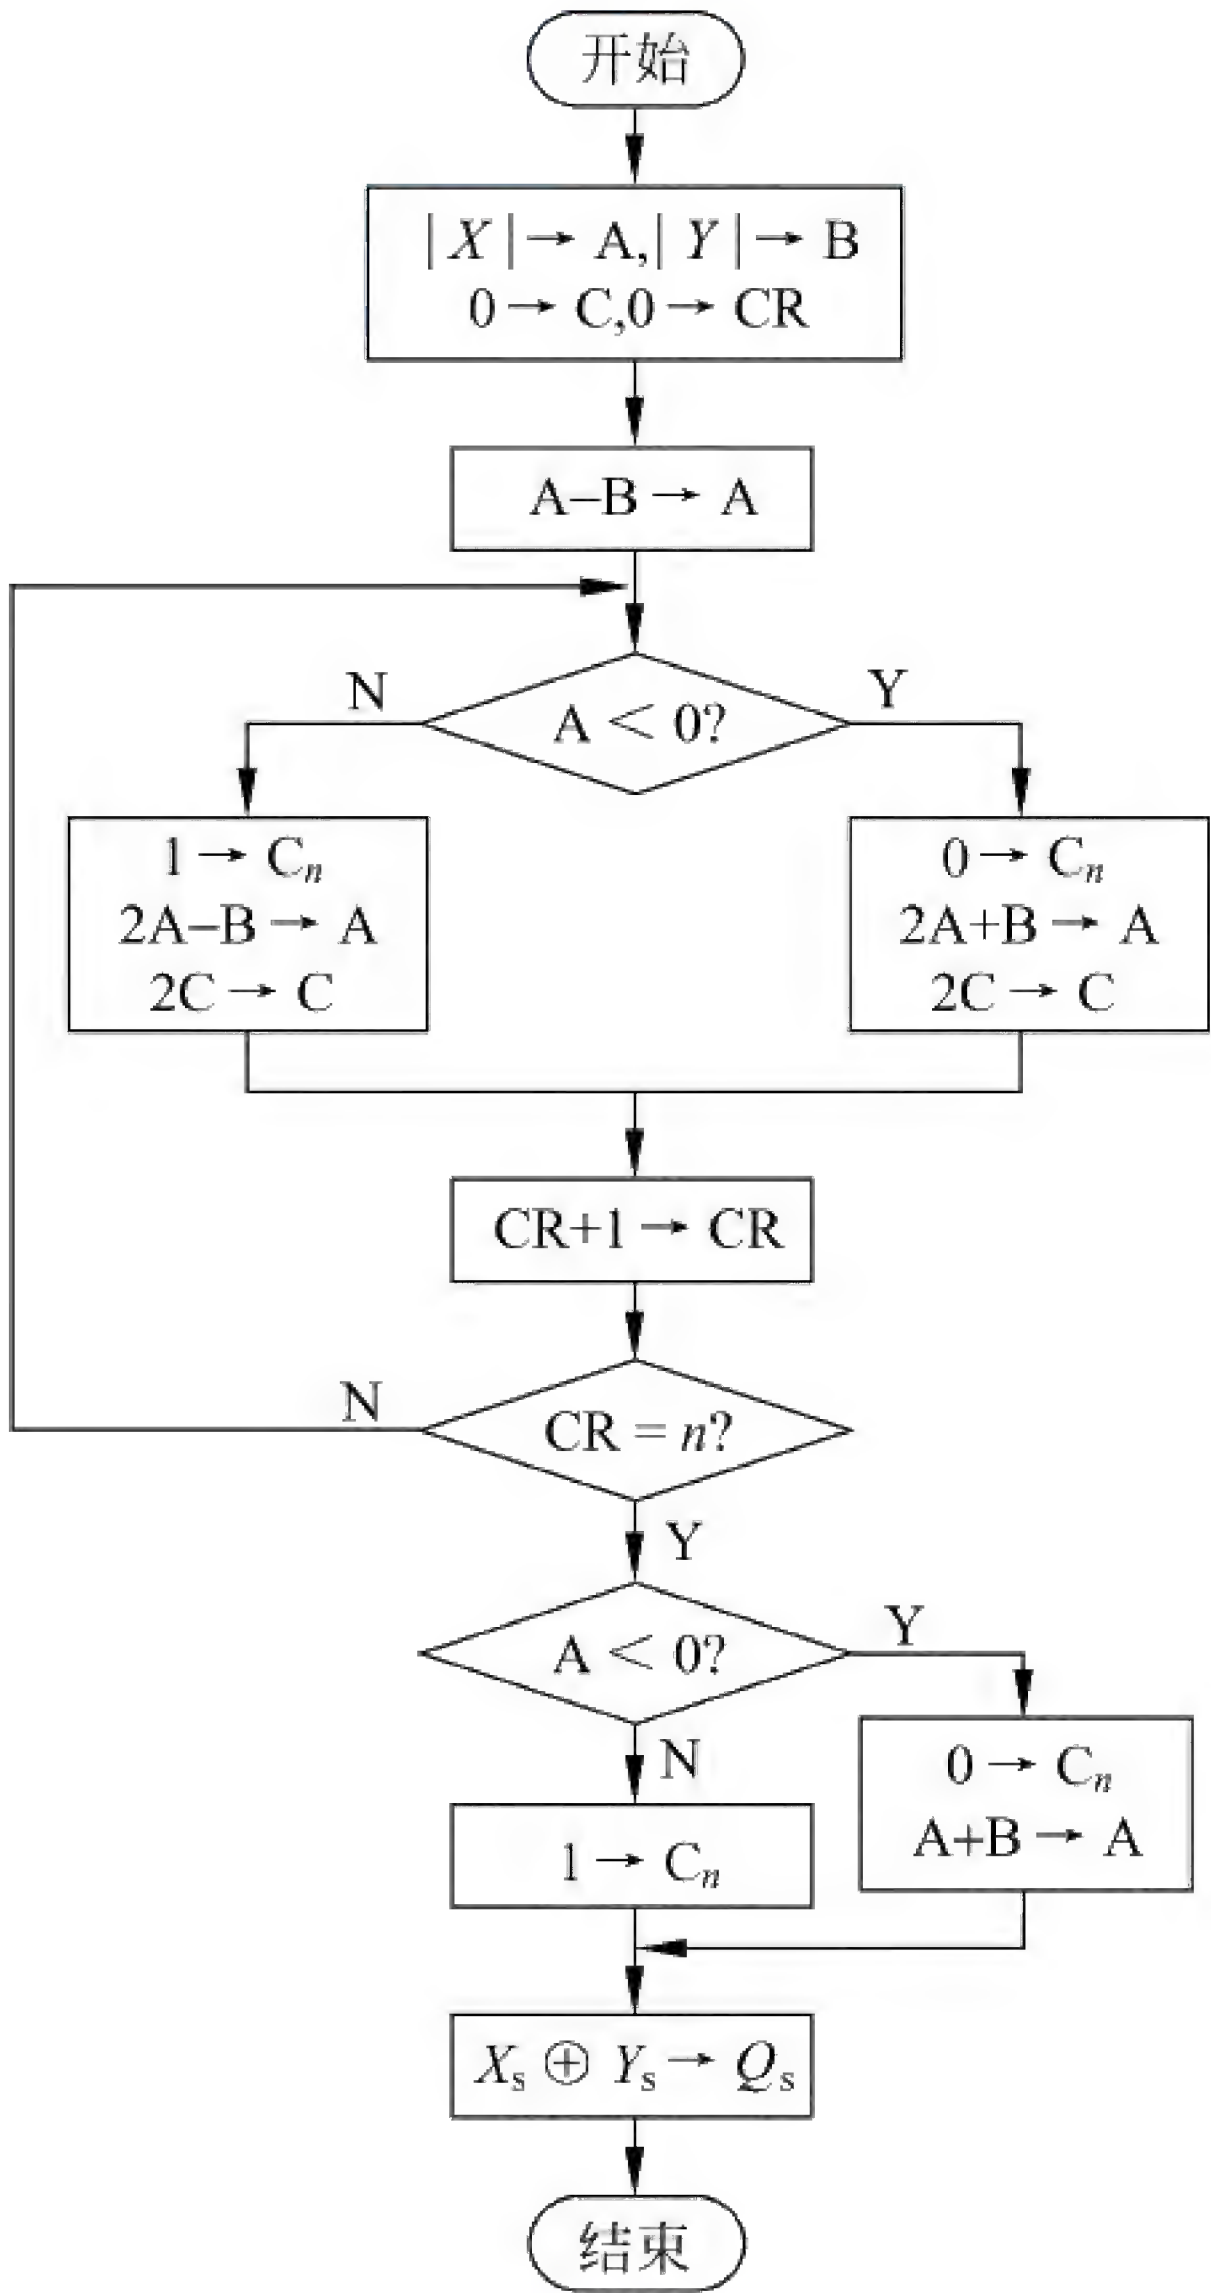 开始
|X|→A,|Y|→B
0→C,0→CR
A–B→A
N
A<0?
Y
1→Cₙ
2A–B→A
2C→C
0→Cₙ
2A+B→A
2C→C
CR+1→CR
N
CR=n?
Y
A<0?
Y
N
0→Cₙ
A+B→A
1→Cₙ
Xₛ⊕Yₛ→Qₛ
结束